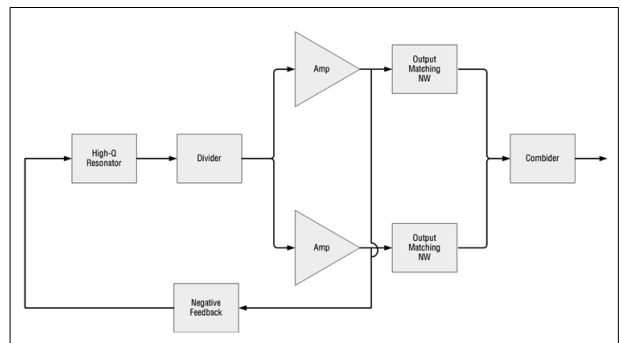 Amp
Output
Matching
NW
High-Q
Resonator
Divider
Combider
Amp
Output
Matching
NW
Negative
Feedback